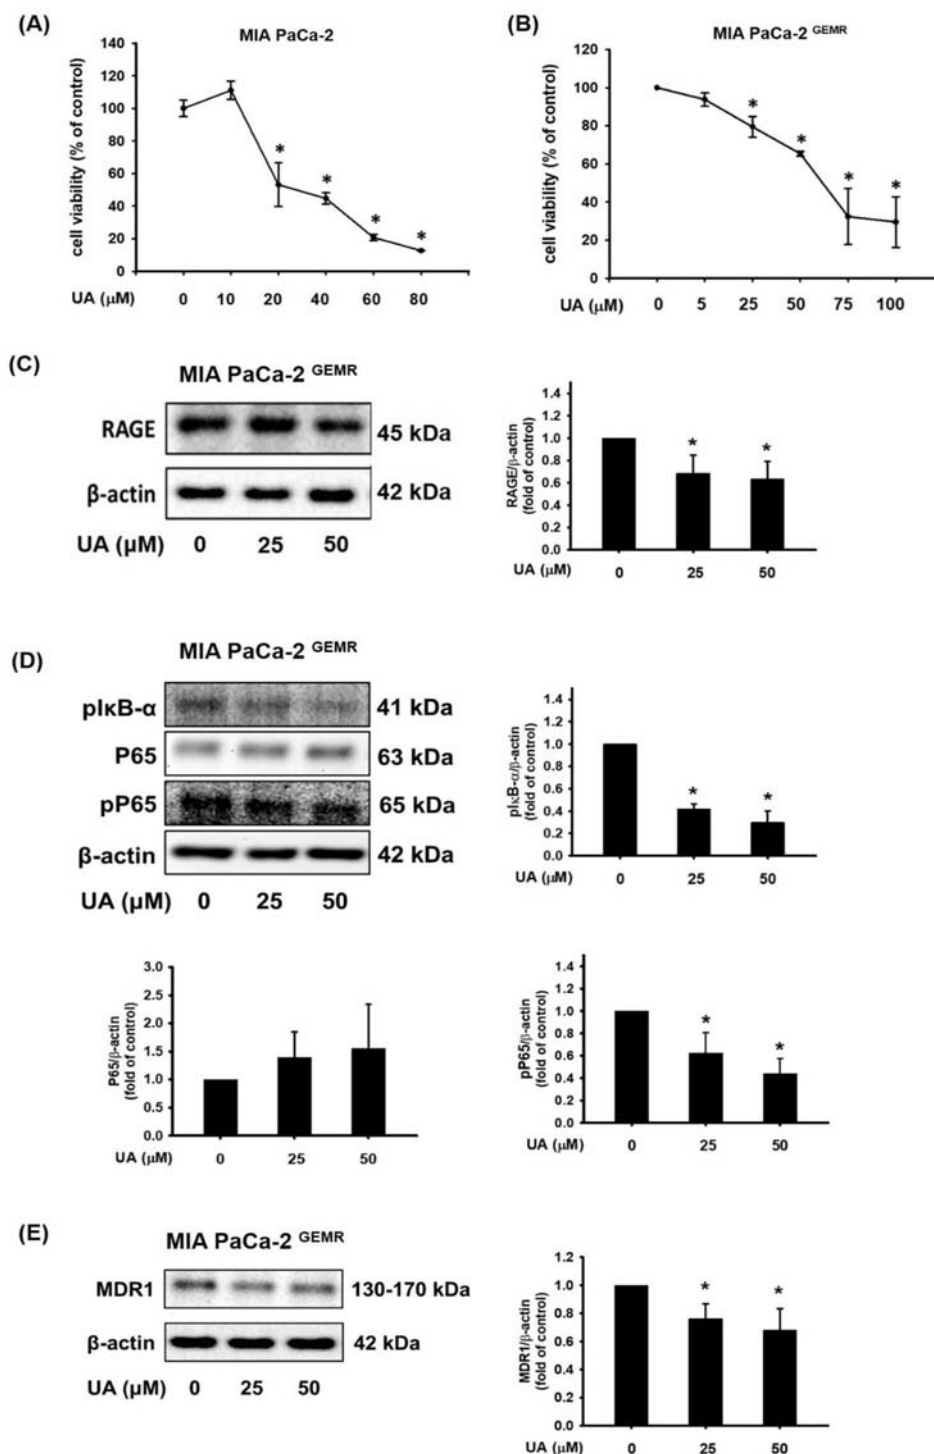 (A)
MIA PaCa-2
cell viability (% of control)
140
120
100
80
60
40
20
0
* * * *
UA (μM) 0 10 20 40 60 80
(B)
MIA PaCa-2 GEMR
cell viability (% of control)
120
100
80
60
40
20
0
* * * *
UA (μM) 0 5 25 50 75 100
(C)
MIA PaCa-2 GEMR
RAGE 45 kDa
β-actin 42 kDa
UA (μM) 0 25 50
RAGE/β-actin
(fold of control)
1.4
1.2
1.0
0.8
0.6
0.4
0.2
0.0
* *
UA (μM) 0 25 50
(D)
MIA PaCa-2 GEMR
pIκB-α 41 kDa
P65 63 kDa
pP65 65 kDa
β-actin 42 kDa
UA (μM) 0 25 50
pIκB-α/β-actin
(fold of control)
1.4
1.2
1.0
0.8
0.6
0.4
0.2
0.0
* *
UA (μM) 0 25 50
P65/β-actin
(fold of control)
3.0
2.5
2.0
1.5
1.0
0.5
0.0
UA (μM) 0 25 50
pP65/β-actin
(fold of control)
1.4
1.2
1.0
0.8
0.6
0.4
0.2
0.0
* *
UA (μM) 0 25 50
(E)
MIA PaCa-2 GEMR
MDR1 130-170 kDa
β-actin 42 kDa
UA (μM) 0 25 50
MDR1/β-actin
(fold of control)
1.2
1.0
0.8
0.6
0.4
0.2
0.0
* *
UA (μM) 0 25 50